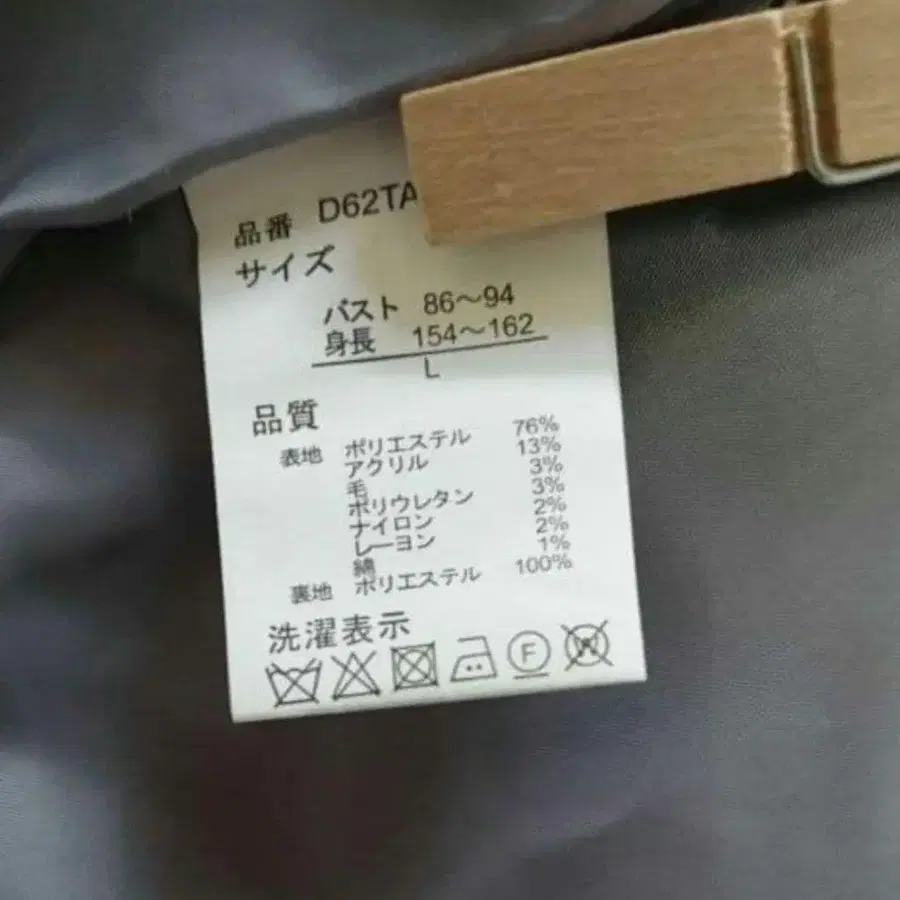 品番 D62TA
サイズ
バスト 86～94
身長 154～162
L
品質
表地 ポリエステル 76%
アクリル 13%
毛 3%
ポリウレタン 3%
ナイロン 2%
レーヨン 2%
綿 1%
裏地 ポリエステル 100%
洗濯表示
F
W